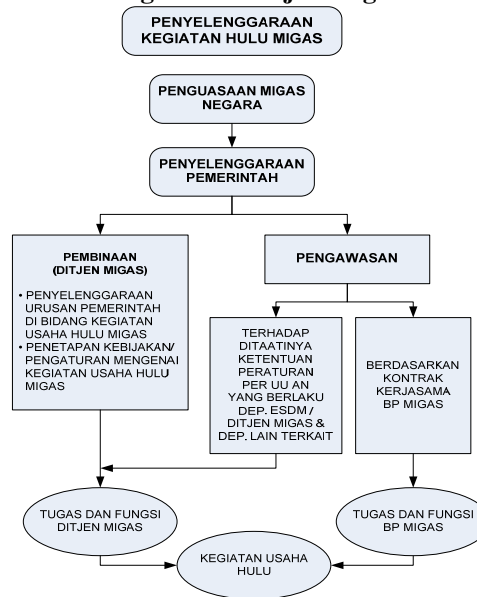 PENYELENGGARAAN
KEGIATAN HULU MIGAS
PENGUASAAN MIGAS
NEGARA
PENYELENGGARAAN
PEMERINTAH
PEMBINAAN
(DITJEN MIGAS)
• PENYELENGGARAAN
URUSAN PEMERINTAH
DI BIDANG KEGIATAN
USAHA HULU MIGAS
• PENETAPAN KEBIJAKAN/
PENGATURAN MENGENAI
KEGIATAN USAHA HULU
MIGAS
PENGAWASAN
TERHADAP
DITAATINYA
KETENTUAN
PERATURAN
PER UU AN
YANG BERLAKU
DEP. ESDM /
DITJEN MIGAS &
DEP. LAIN TERKAIT
BERDASARKAN
KONTRAK
KERJASAMA
BP MIGAS
TUGAS DAN FUNGSI
DITJEN MIGAS
TUGAS DAN FUNGSI
BP MIGAS
KEGIATAN USAHA
HULU